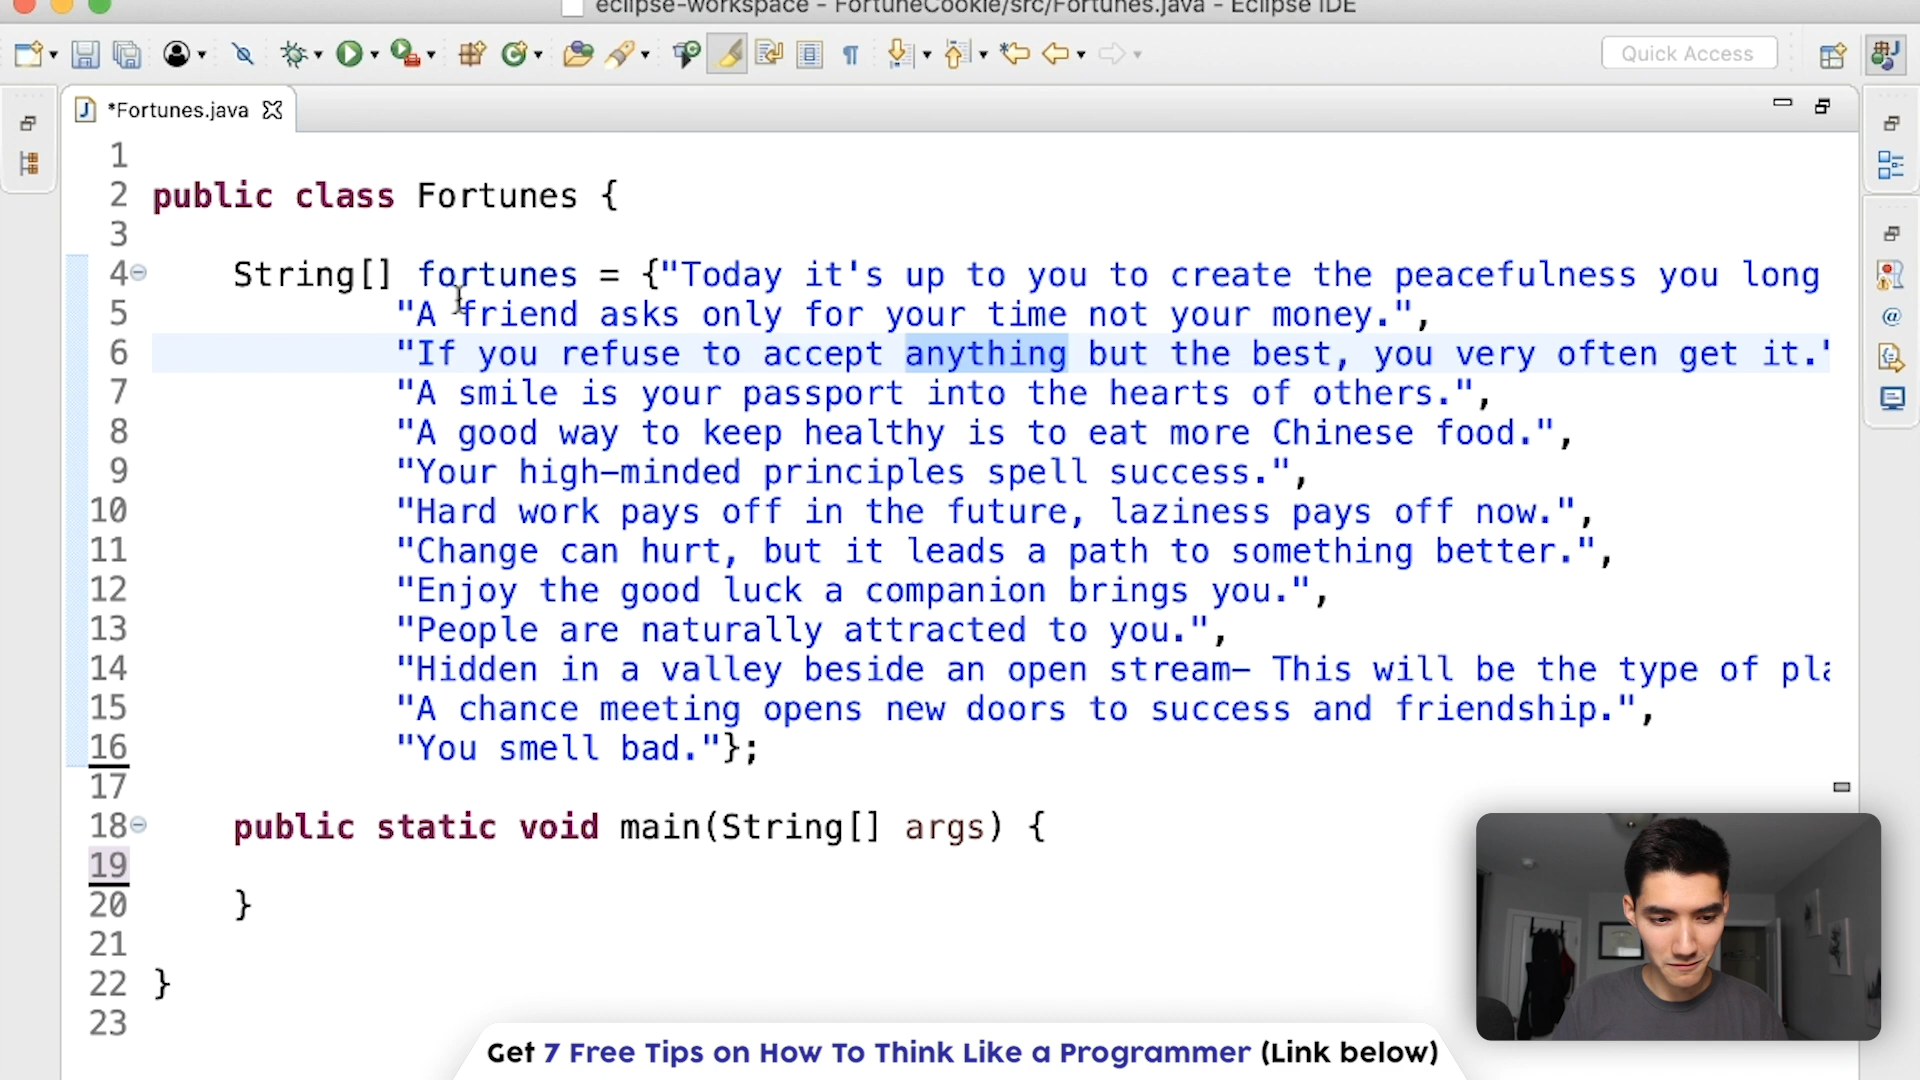 eclipse-workspace - FortuneCookie/src/Fortunes.java - Eclipse IDE
Quick Access
*Fortunes.java
1
2 public class Fortunes {
3
4 String[] fortunes = {"Today it's up to you to create the peacefulness you long
5 "A friend asks only for your time not your money.",
6 "If you refuse to accept anything but the best, you very often get it."
7 "A smile is your passport into the hearts of others.",
8 "A good way to keep healthy is to eat more Chinese food.",
9 "Your high-minded principles spell success.",
10 "Hard work pays off in the future, laziness pays off now.",
11 "Change can hurt, but it leads a path to something better.",
12 "Enjoy the good luck a companion brings you.",
13 "People are naturally attracted to you.",
14 "Hidden in a valley beside an open stream- This will be the type of pla
15 "A chance meeting opens new doors to success and friendship.",
16 "You smell bad."};
17
18 public static void main(String[] args) {
19
20 }
21
22 }
23
Get 7 Free Tips on How To Think Like a Programmer (Link below)